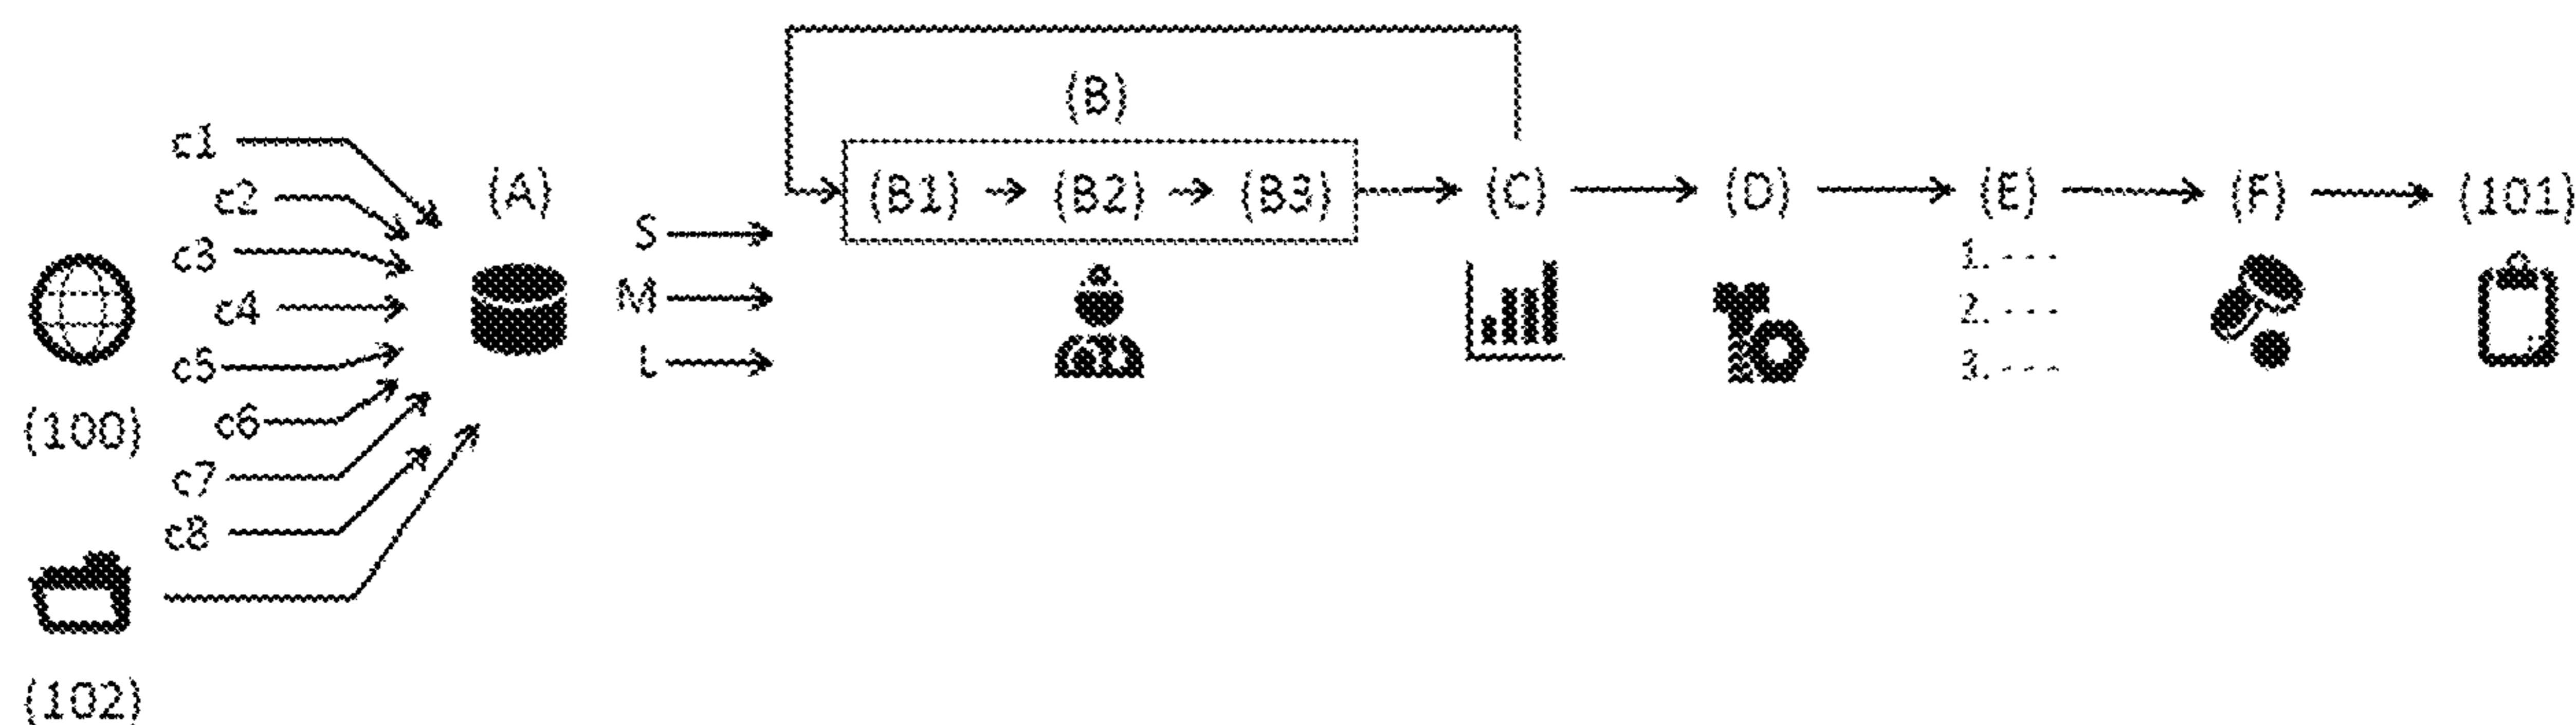 (B)
c1
c2
(A)
(B1) (B2) (B3)
(C)
(D)
(E)
(F)
(101)
c3
S
1.
c4
M
2.
c5
L
3.
(100)
c6
c7
c8
(102)